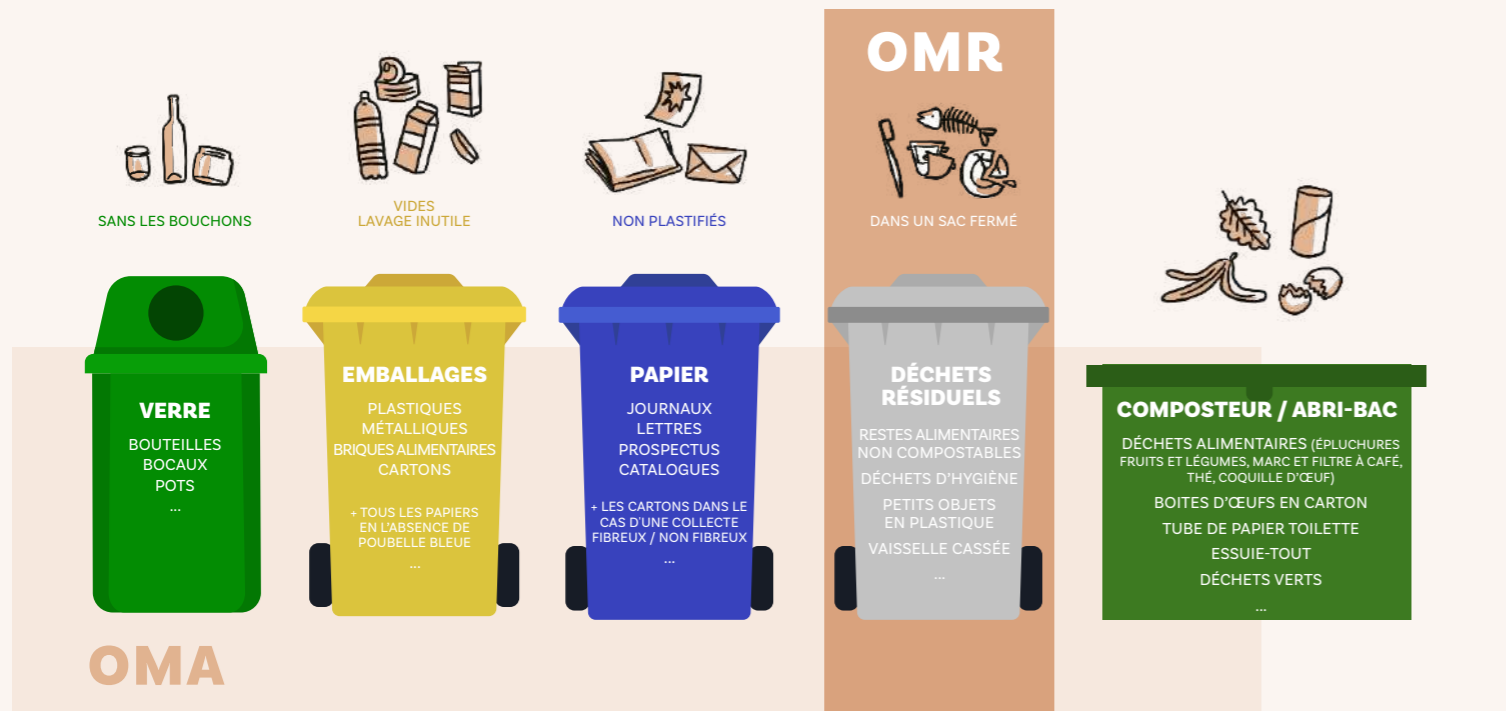 SANS LES BOUCHONS
VERRE
BOUTEILLES
BOCAUX
POTS
...
VIDES
LAVAGE INUTILE
EMBALLAGES
PLASTIQUES
MÉTALLIQUES
BRIQUES ALIMENTAIRES
CARTONS
+ TOUS LES PAPIERS
EN L'ABSENCE DE
POUBELLE BLEUE
...
NON PLASTIFIÉS
PAPIER
JOURNAUX
LETTRES
PROSPECTUS
CATALOGUES
+ LES CARTONS DANS LE
CAS D'UNE COLLECTE
FIBREUX / NON FIBREUX
...
OMR
DANS UN SAC FERMÉ
DÉCHETS
RÉSIDUELS
RESTES ALIMENTAIRES
NON COMPOSTABLES
DÉCHETS D'HYGIÈNE
PETITS OBJETS
EN PLASTIQUE
VAISSELLE CASSÉE
...
COMPOSTEUR / ABRI-BAC
DÉCHETS ALIMENTAIRES (ÉPLUCHURES
FRUITS ET LÉGUMES, MARC ET FILTRE À CAFÉ,
THÉ, COQUILLE D'ŒUF)
BOITES D'ŒUFS EN CARTON
TUBE DE PAPIER TOILETTE
ESSUIE-TOUT
DÉCHETS VERTS
...
OMA